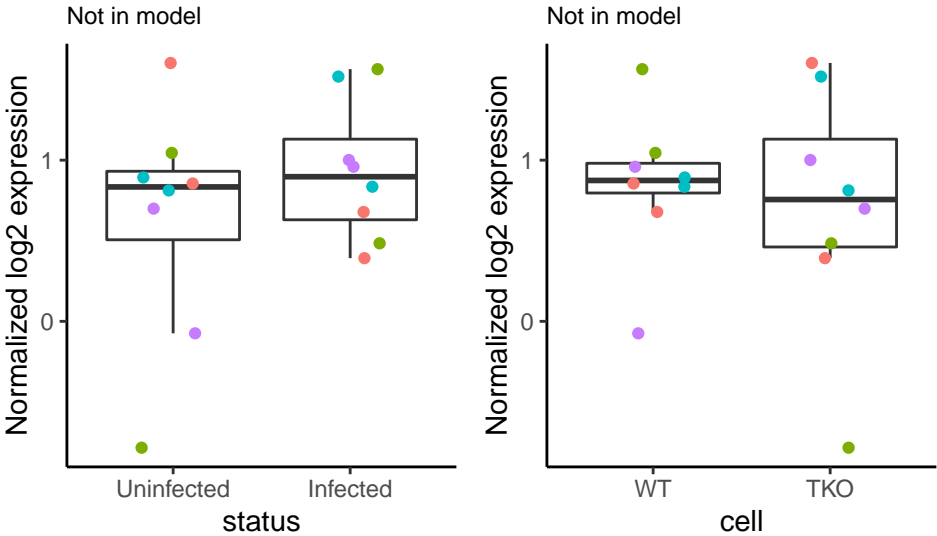 Not in model
Normalized log2 expression
1
0
Uninfected
Infected
status
Not in model
Normalized log2 expression
1
0
WT
TKO
cell